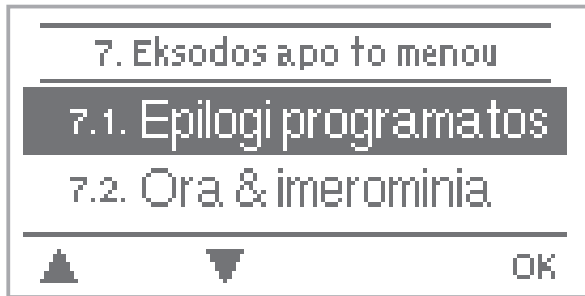 7. Eksodos apo to menou
7.1. Epilogi programatos
7.2. Ora & imerominia
OK